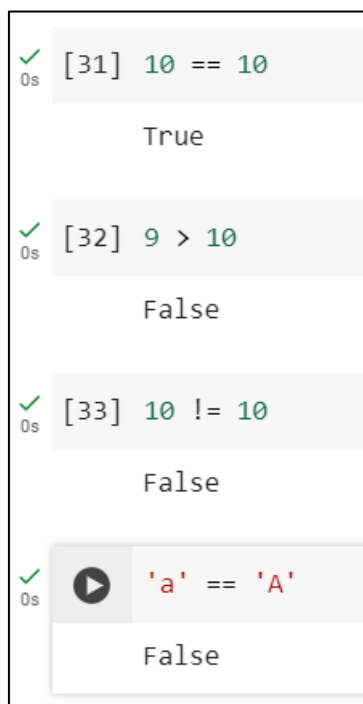 [31] 10 == 10
0s
True
[32] 9 > 10
0s
False
[33] 10 != 10
0s
False
'a' == 'A'
0s
False